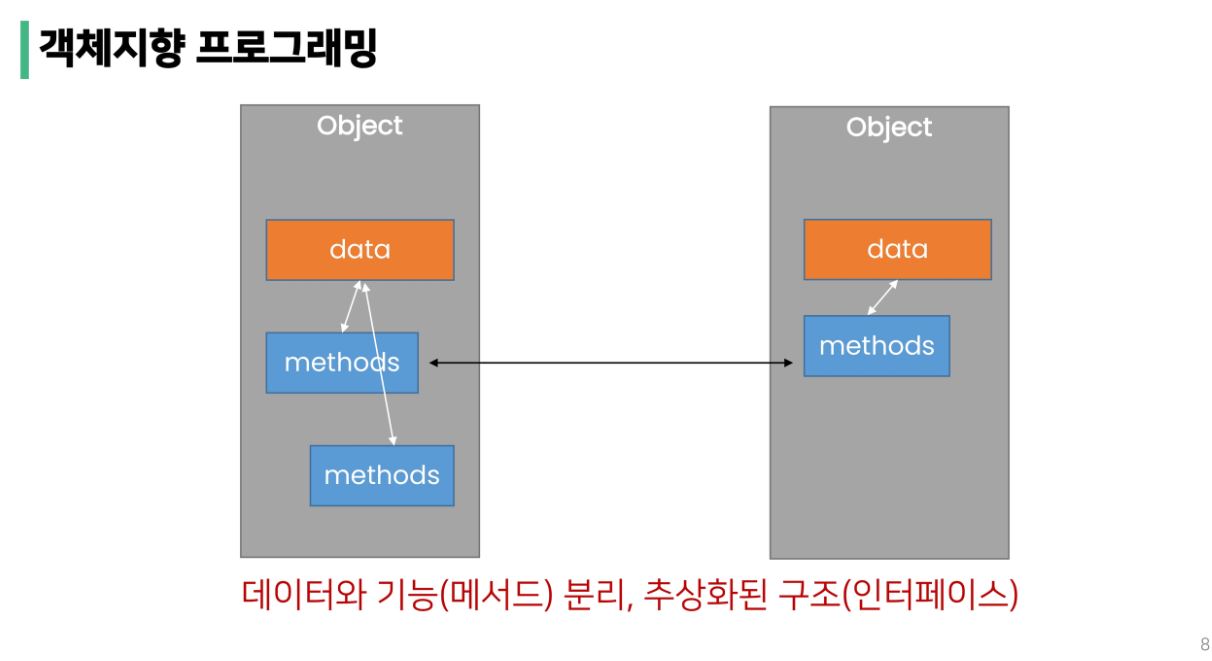 객체지향 프로그래밍
Object
data
methods
methods
Object
data
methods
데이터와 기능(메서드) 분리, 추상화된 구조(인터페이스)
8